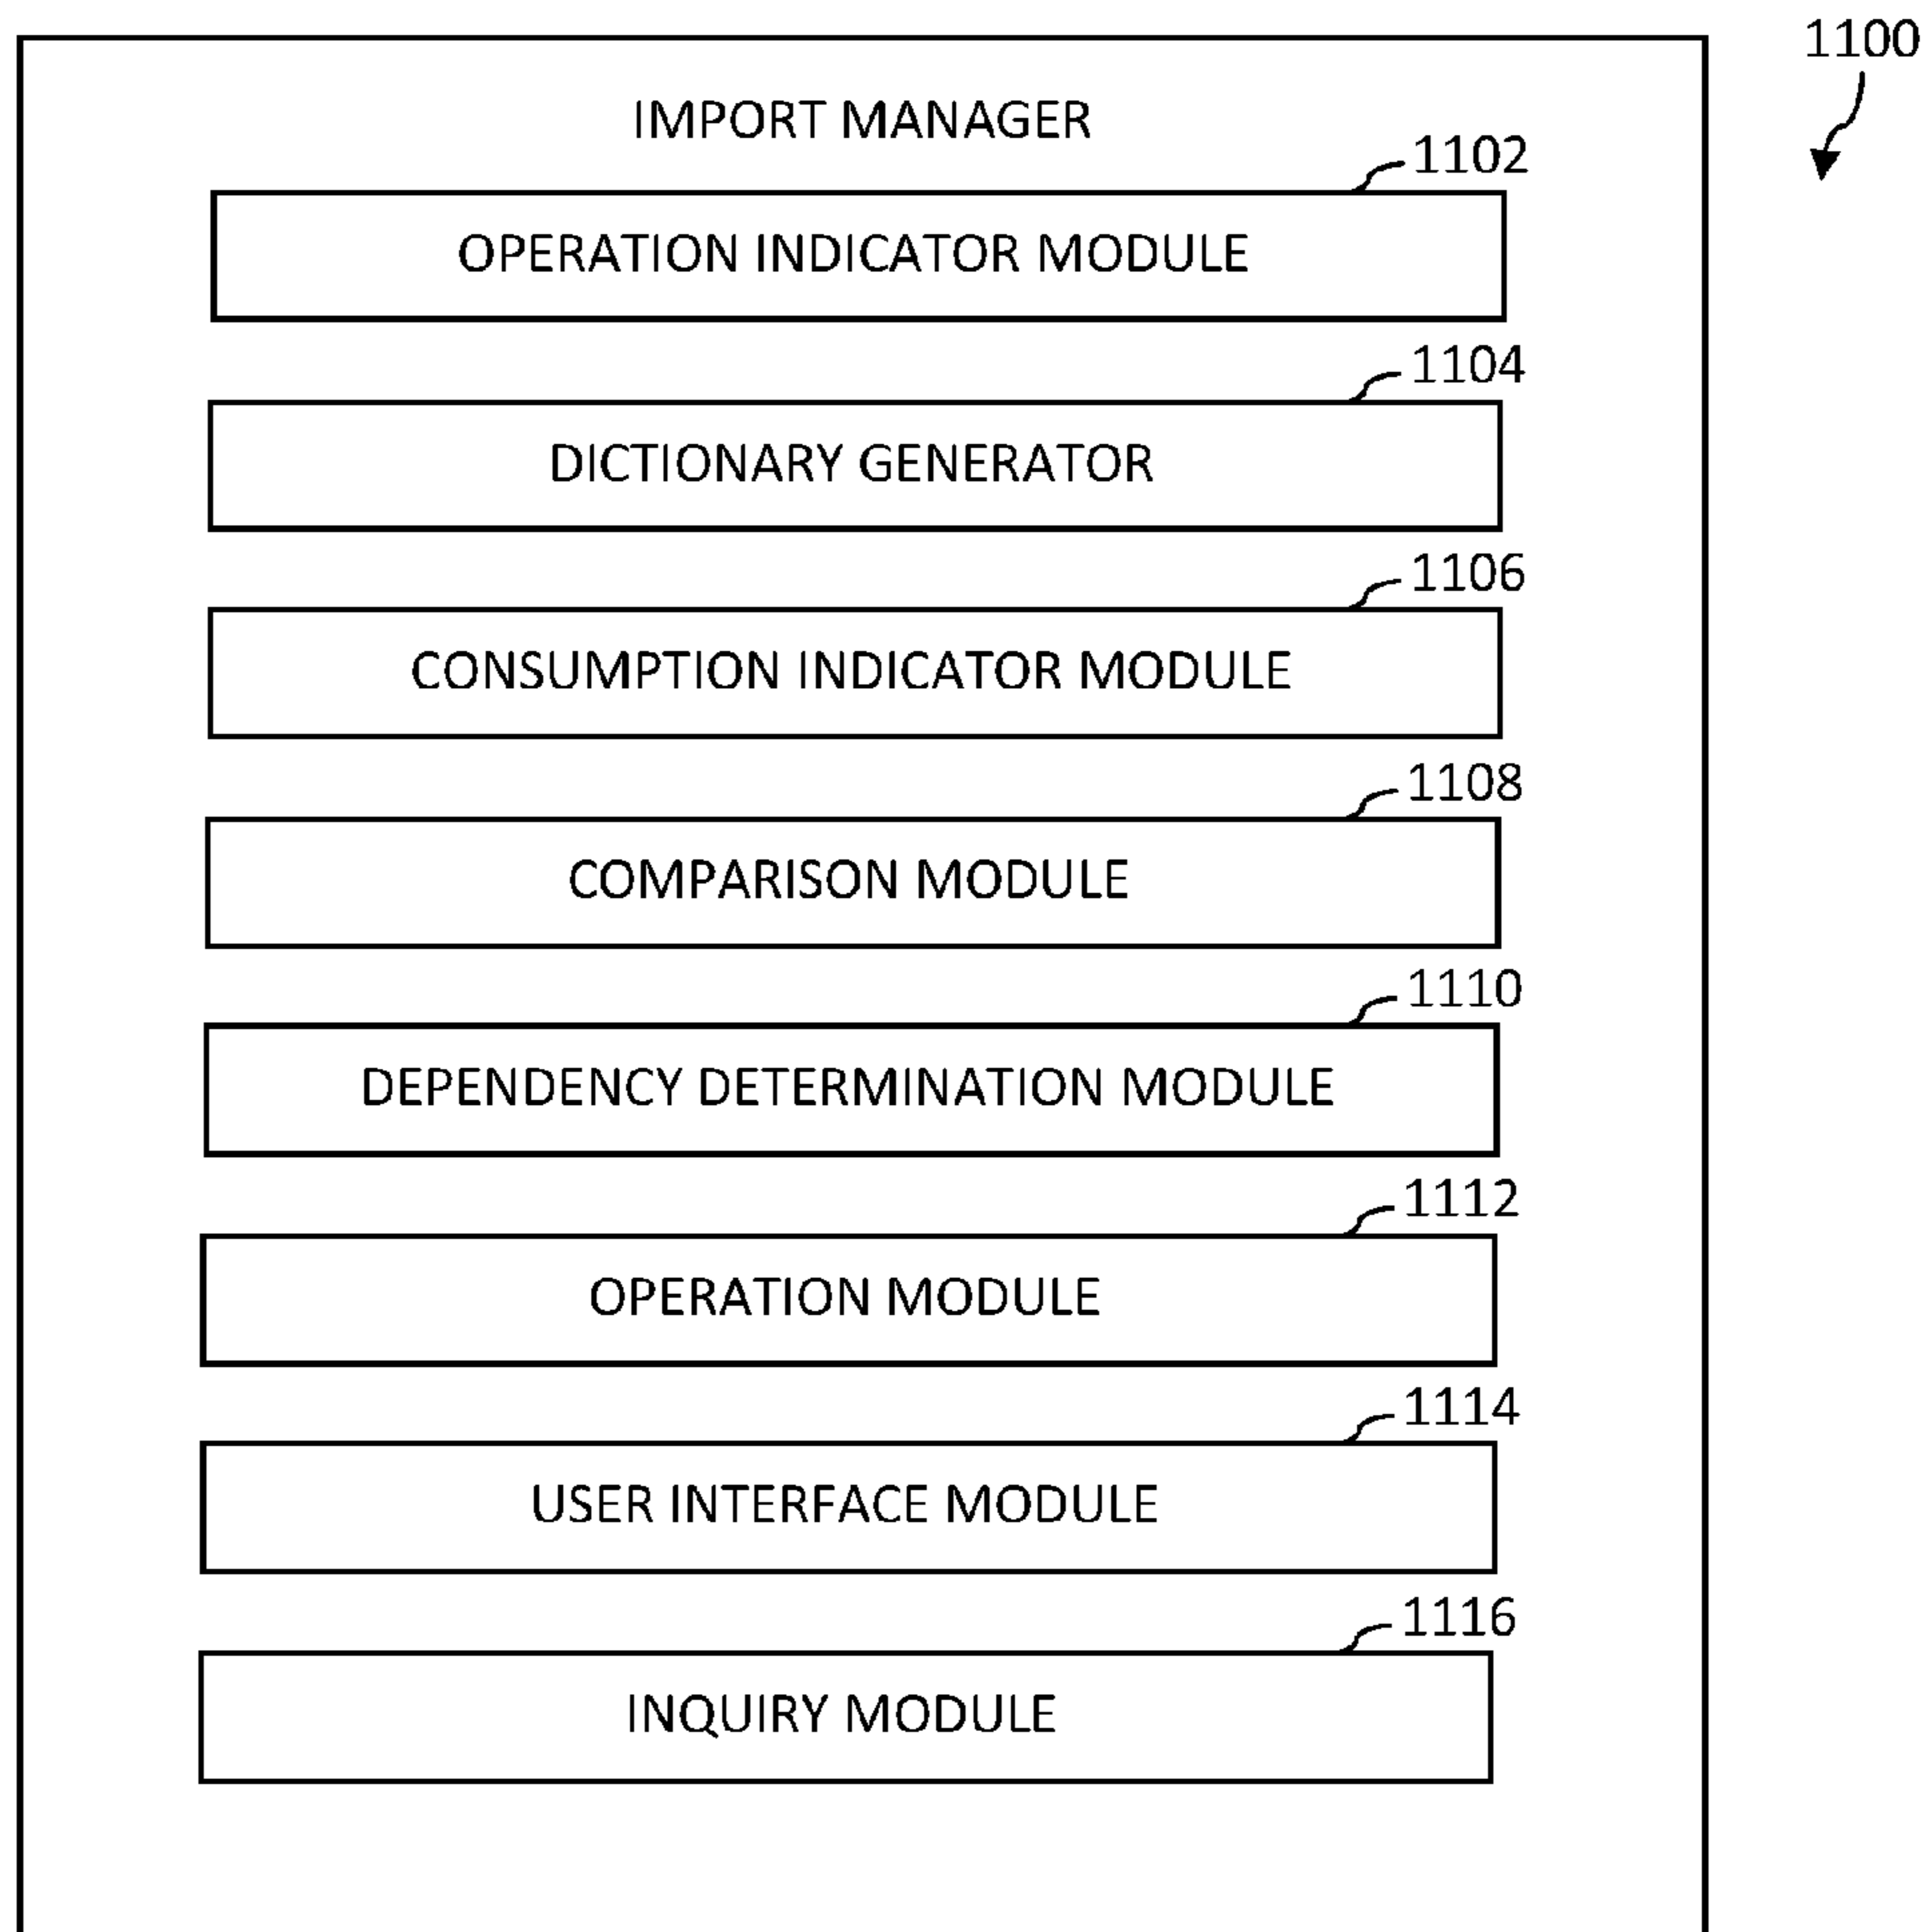 1100
IMPORT MANAGER
1102
OPERATION INDICATOR MODULE
1104
DICTIONARY GENERATOR
1106
CONSUMPTION INDICATOR MODULE
1108
COMPARISON MODULE
1110
DEPENDENCY DETERMINATION MODULE
1112
OPERATION MODULE
1114
USER INTERFACE MODULE
1116
INQUIRY MODULE